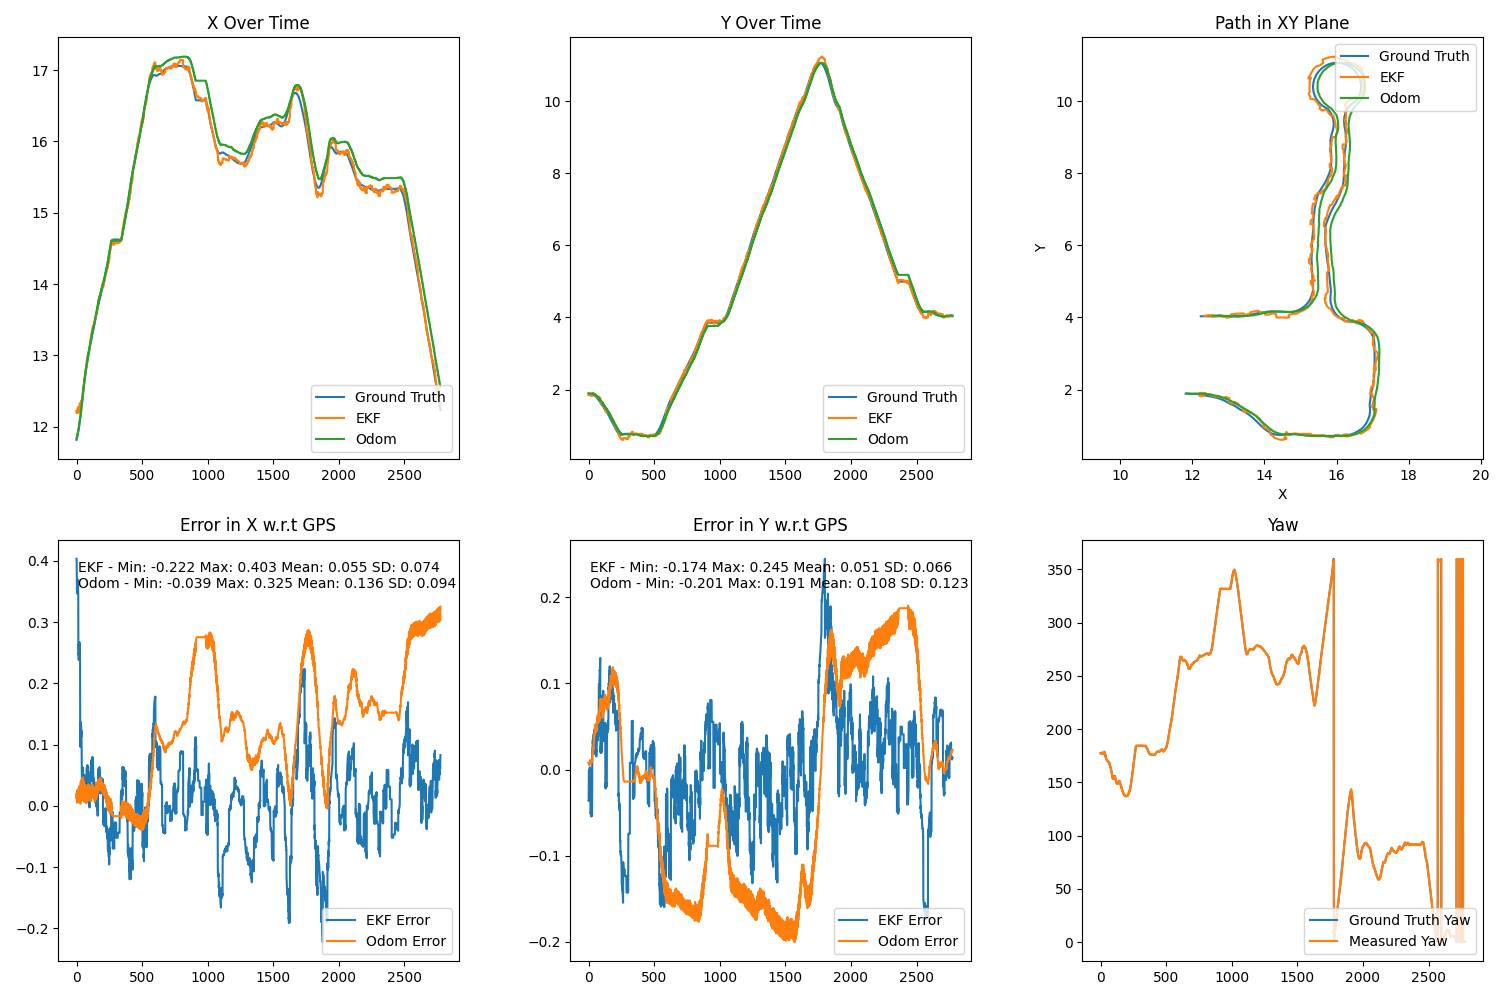 X Over Time
17
16
15
14
13
12
0
500
1000
1500
2000
2500
Ground Truth
EKF
Odom
Y Over Time
10
8
6
4
2
0
500
1000
1500
2000
2500
Ground Truth
EKF
Odom
Path in XY Plane
Y
10
8
6
4
2
10
12
14
16
18
20
X
Ground Truth
EKF
Odom
Error in X w.r.t GPS
EKF - Min: -0.222 Max: 0.403 Mean: 0.055 SD: 0.074
Odom - Min: -0.039 Max: 0.325 Mean: 0.136 SD: 0.094
0.4
0.3
0.2
0.1
0.0
−0.1
−0.2
0
500
1000
1500
2000
2500
EKF Error
Odom Error
Error in Y w.r.t GPS
EKF - Min: -0.174 Max: 0.245 Mean: 0.051 SD: 0.066
Odom - Min: -0.201 Max: 0.191 Mean: 0.108 SD: 0.123
0.2
0.1
0.0
−0.1
−0.2
0
500
1000
1500
2000
2500
EKF Error
Odom Error
Yaw
350
300
250
200
150
100
50
0
0
500
1000
1500
2000
2500
Ground Truth Yaw
Measured Yaw